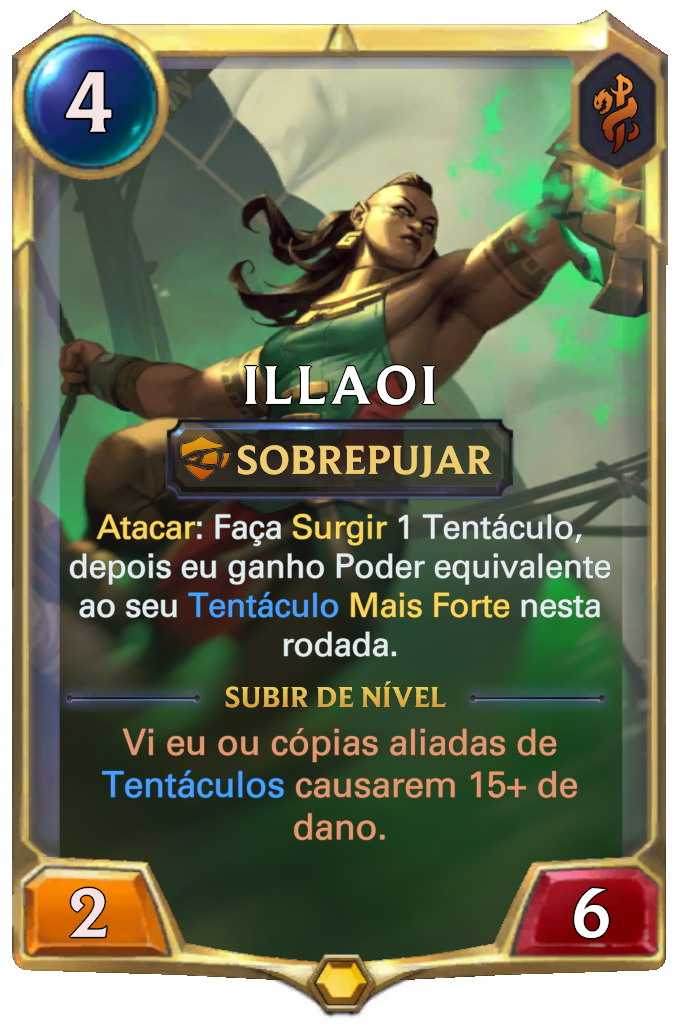 4
ILLAOI
SOBREPUJAR
Atacar: Faça Surgir 1 Tentáculo,
depois eu ganho Poder equivalente
ao seu Tentáculo Mais Forte nesta
rodada.
SUBIR DE NÍVEL
Vi eu ou cópias aliadas de
Tentáculos causarem 15+ de
dano.
2
6